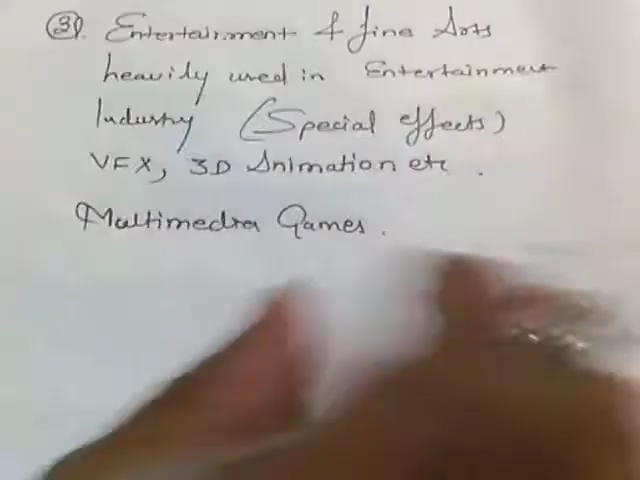 ③. Entertainment & fine Arts
heavily used in Entertainment
Industry (Special effects)
VFX, 3D Animation etc.
Multimedia Games.